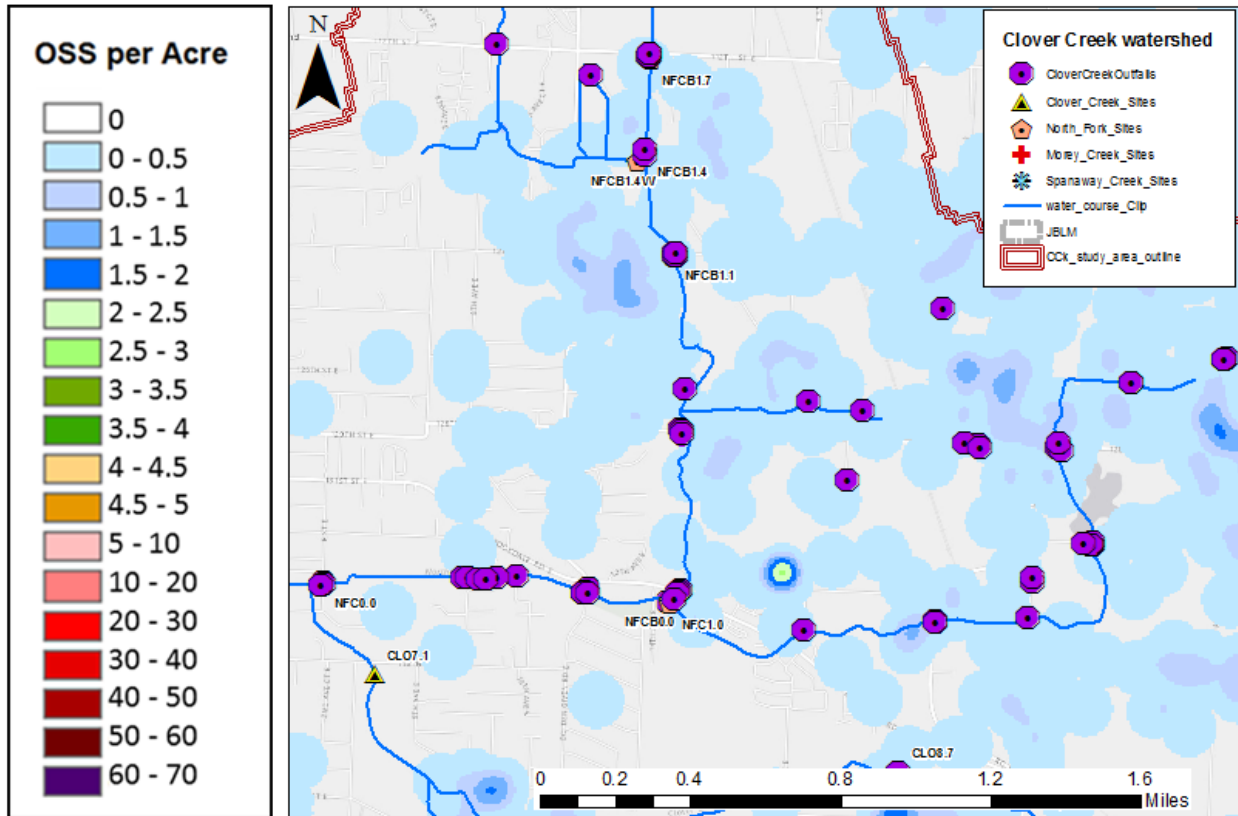 OSS per Acre
0
0 - 0.5
0.5 - 1
1 - 1.5
1.5 - 2
2 - 2.5
2.5 - 3
3 - 3.5
3.5 - 4
4 - 4.5
4.5 - 5
5 - 10
10 - 20
20 - 30
30 - 40
40 - 50
50 - 60
60 - 70
N
Clover Creek watershed
CloverCreekOutfalls
Clover_Creek_Sites
North_Fork_Sites
Morey_Creek_Sites
Spanaway_Creek_Sites
water_course_Clip
JBLM
CCk_study_area_outline
NFCB1.7
NFCB1.4W
NFCB1.4
NFCB1.1
NFC0.0
NFCB0.0
NFC1.0
CLO7.1
CLO8.7
0 0.4 0.8 1.2 1.6
Miles